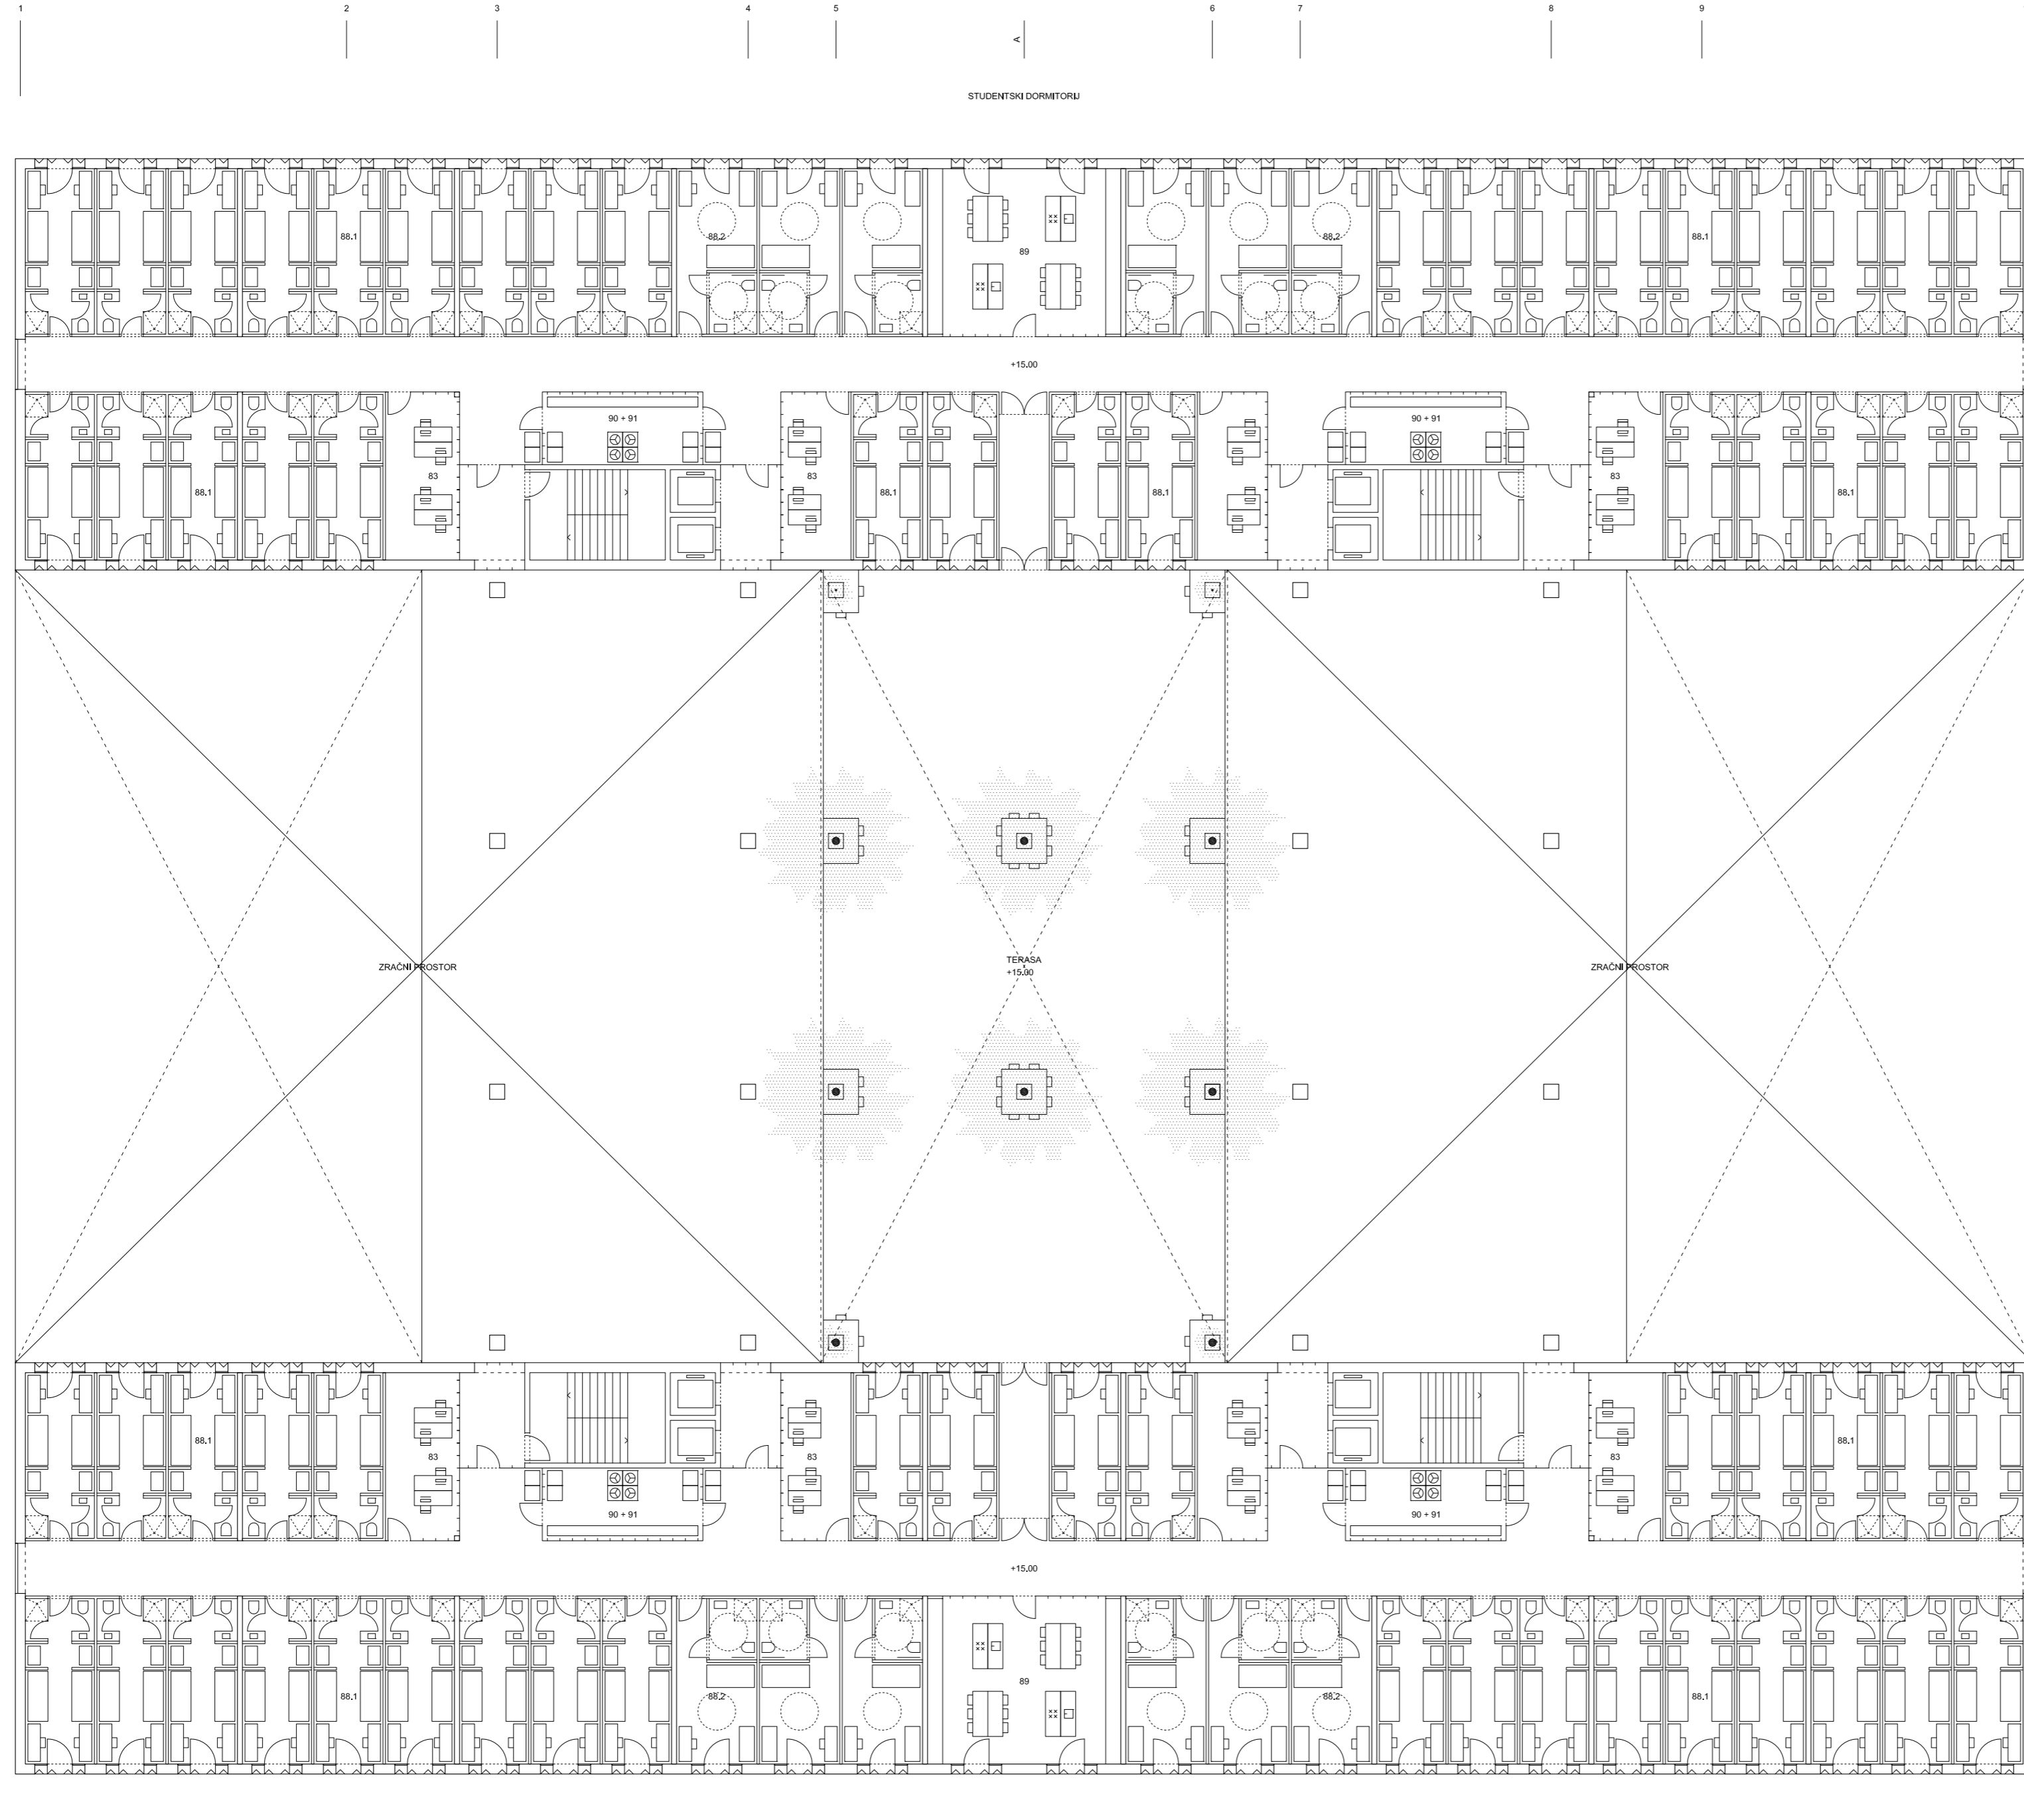 1 2 3 4 5 6 7 8 9
A
STUDENTSKI DORMITORIJ
88.1 88.2 88.2 88.1
89
+15.00
90 + 91 90 + 91
83 83 83
88.1 88.1 88.1 88.1
ZRAČNI PROSTOR TERASA ZRAČNI PROSTOR
+15.00
88.1 88.1
83 83 83
90 + 91 90 + 91
+15.00
89
88.1 88.2 88.2 88.1